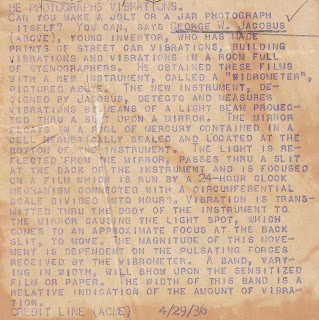 HE PHOTOGRAPHS VIBRATIONS.
CAN YOU MAKE A JOLT OR A JAR PHOTOGRAPH
ITSELF? YOU CAN, SAYS GEORGE W. JACOBUS
(ABOVE), YOUNG INVENTOR, WHO HAS MADE
PRINTS OF STREET CAR VIBRATIONS, BUILDING
VIBRATIONS AND VIBRATIONS IN A ROOM FULL
OF STENOGRAPHERS. HE OBTAINED THESE FILMS
WITH A NEW INSTRUMENT, CALLED A "VIBROMETER",
PICTURED ABOVE. THE NEW INSTRUMENT, DE-
SIGNED BY JACOBUS, DETECTS AND MEASURES
VIBRATIONS BY MEANS OF A LIGHT BEAM PROJEC-
TED THRU A SLIT UPON A MIRROR. THE MIRROR
FLOATS IN A POOL OF MERCURY CONTAINED IN A
CELL HERMETICALLY SEALED AND LOCATED AT THE
BOTTOM OF THE INSTRUMENT. THE LIGHT IS RE-
FLECTED FROM THE MIRROR, PASSES THRU A SLIT
AT THE BACK OF THE INSTRUMENT AND IS FOCUSED
ON A FILM WHICH IS RUN BY A 24-HOUR CLOCK
MECHANISM CONNECTED WITH A CIRCUMFERENTIAL
SCALE DIVIDED INTO HOURS. VIBRATION IS TRANS-
MITTED THRU THE BODY OF THE INSTRUMENT TO
THE MIRROR CAUSING THE LIGHT SPOT, WHICH
COMES TO AN APPROXIMATE FOCUS AT THE BACK
SLIT, TO MOVE. THE MAGNITUDE OF THIS MOVE-
MENT IS DEPENDENT ON THE PULSATING FORCES
RECEIVED BY THE VIBROMETER. A BAND, VARY-
ING IN WIDTH, WILL SHOW UPON THE SENSITIZED
FILM OR PAPER. THE WIDTH OF THIS BAND IS A
RELATIVE INDICATION OF THE AMOUNT OF VIBRA-
TION.
CREDIT LINE (ACME) 4/29/36